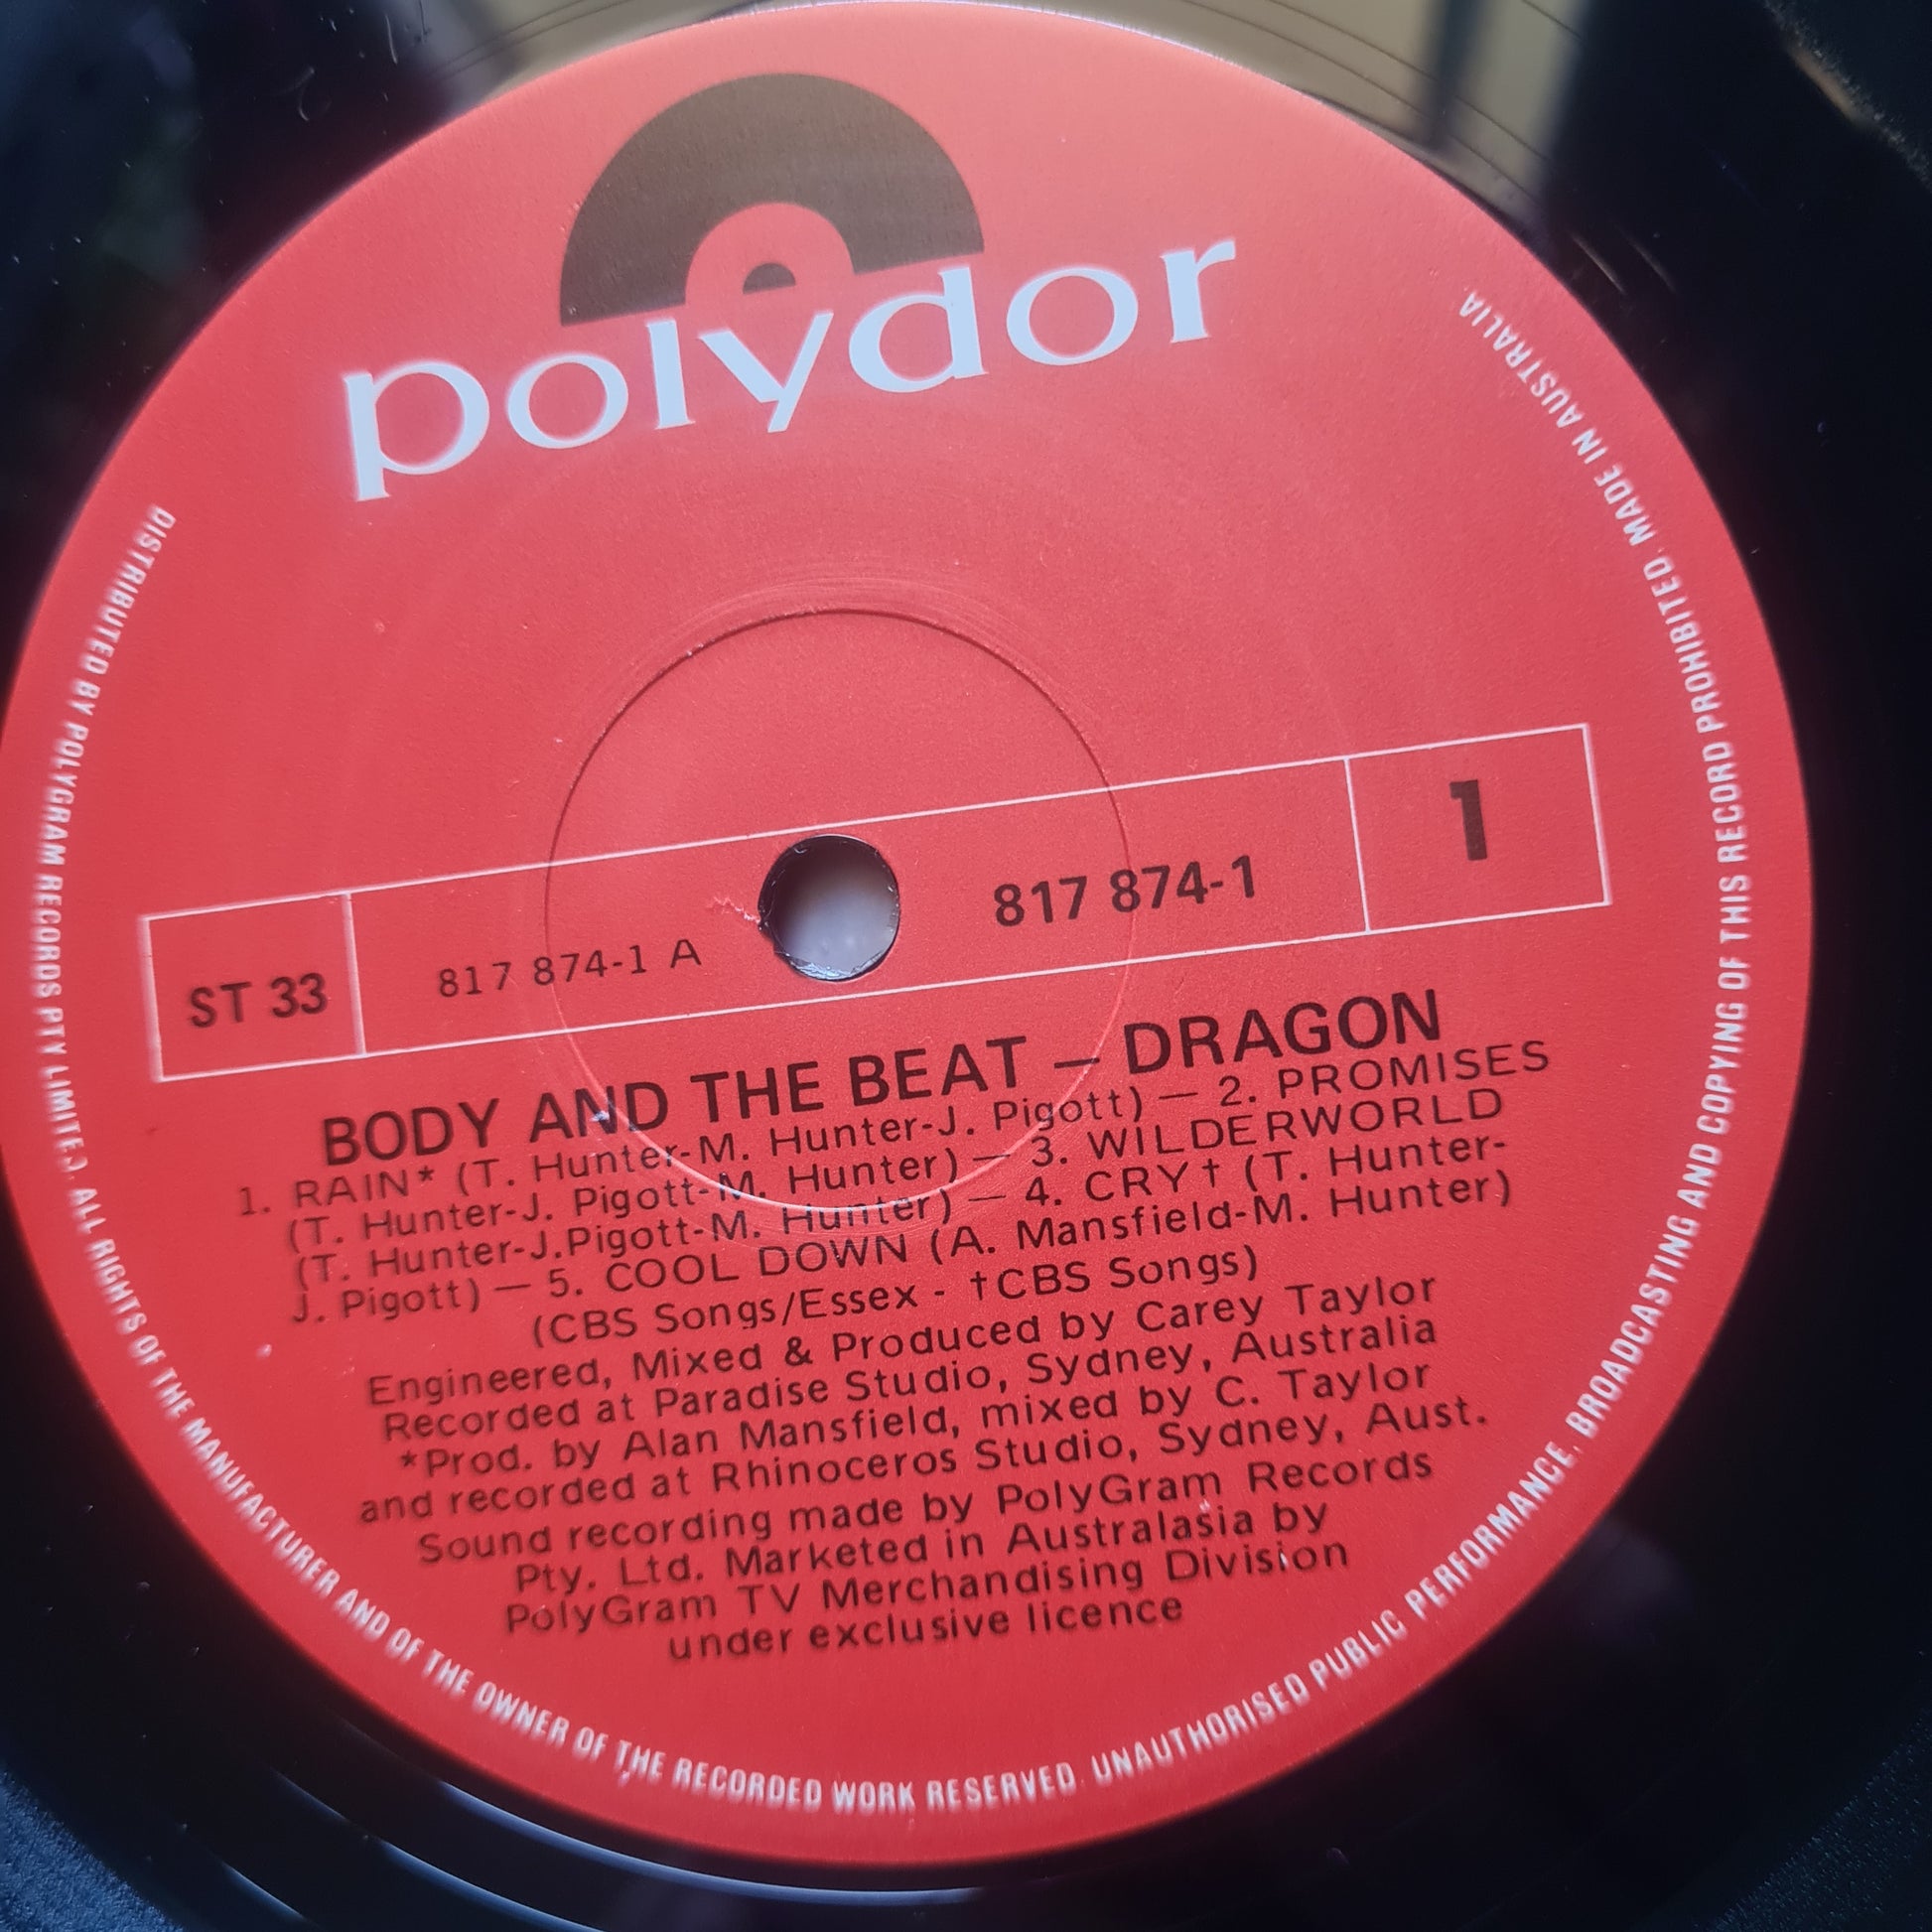 polydor
ST 33
817 874-1 A
817 874-1
1
BODY AND THE BEAT – DRAGON
1. RAIN* (T. Hunter-M. Hunter-J. Pigott) — 2. PROMISES
(T. Hunter-J. Pigott-M. Hunter) — 3. WILDERWORLD
(T. Hunter-J.Pigott-M. Hunter) — 4. CRY† (T. Hunter-
J. Pigott) — 5. COOL DOWN (A. Mansfield-M. Hunter)
(CBS Songs/Essex - †CBS Songs)
Engineered, Mixed & Produced by Carey Taylor
Recorded at Paradise Studio, Sydney, Australia
*Prod. by Alan Mansfield, mixed by C. Taylor
and recorded at Rhinoceros Studio, Sydney, Aust.
Sound recording made by PolyGram Records
Pty. Ltd. Marketed in Australasia by
PolyGram TV Merchandising Division
under exclusive licence
DISTRIBUTED BY POLYGRAM RECORDS PTY LIMITED. ALL RIGHTS OF THE MANUFACTURER AND OF THE OWNER OF THE RECORDED WORK RESERVED. UNAUTHORISED PUBLIC PERFORMANCE, BROADCASTING AND COPYING OF THIS RECORD PROHIBITED. MADE IN AUSTRALIA